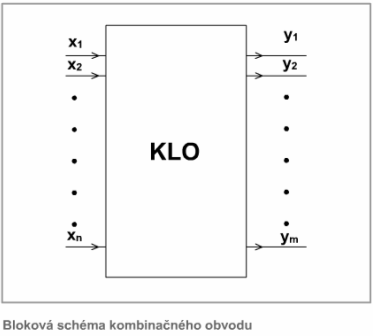 x₁ y₁
x₂ y₂
KLO
xₙ yₘ
Bloková schéma kombinačného obvodu